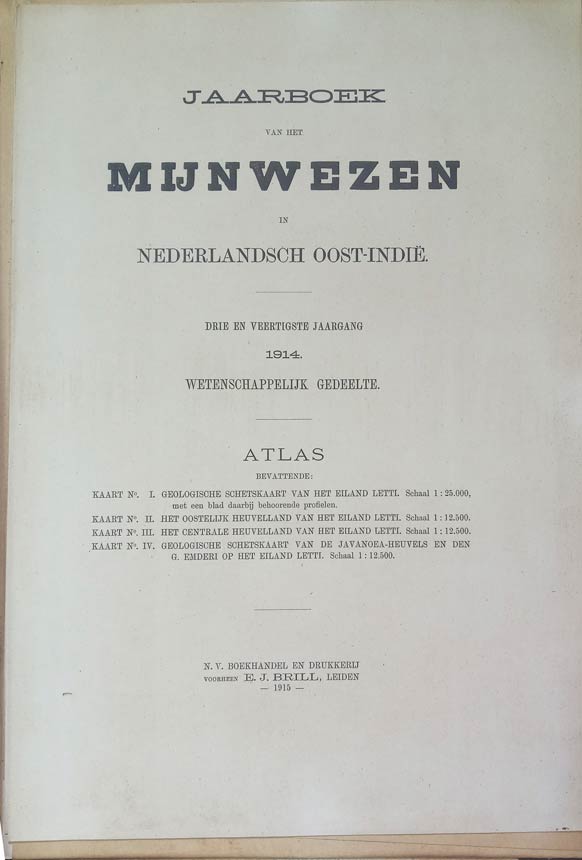 JAARBOEK
VAN HET
MIJNWEZEN
IN
NEDERLANDSCH OOST-INDIË.
DRIE EN VEERTIGSTE JAARGANG
1914.
WETENSCHAPPELIJK GEDEELTE.
ATLAS
BEVATTENDE:
KAART No. I. GEOLOGISCHE SCHETSKAART VAN HET EILAND LETTI. Schaal 1 : 25.000,
met een blad daarbij behoorende profielen.
KAART No. II. HET OOSTELIJK HEUVELLAND VAN HET EILAND LETTI. Schaal 1 : 12.500.
KAART No. III. HET CENTRALE HEUVELLAND VAN HET EILAND LETTI. Schaal 1 : 12.500.
KAART No. IV. GEOLOGISCHE SCHETSKAART VAN DE JAVANOEA-HEUVELS EN DEN
G. EMDERI OP HET EILAND LETTI. Schaal 1 : 12.500.
N. V. BOEKHANDEL EN DRUKKERIJ
VOORHEEN E. J. BRILL, LEIDEN
— 1915 —